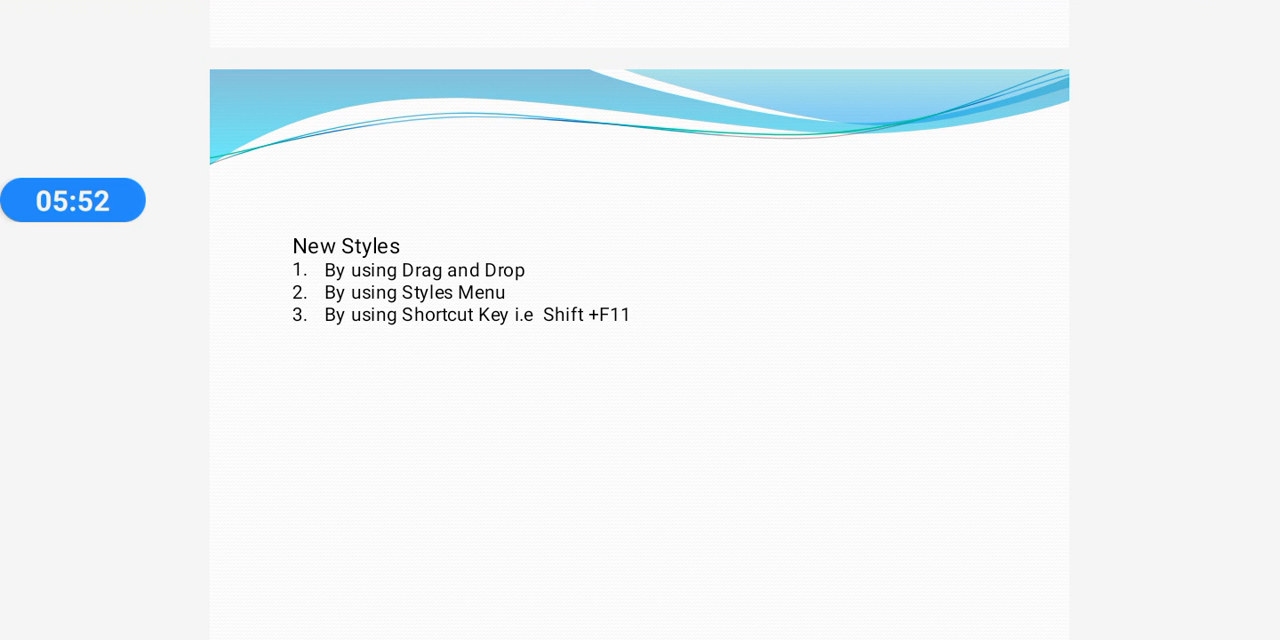 05:52
New Styles
1. By using Drag and Drop
2. By using Styles Menu
3. By using Shortcut Key i.e  Shift +F11